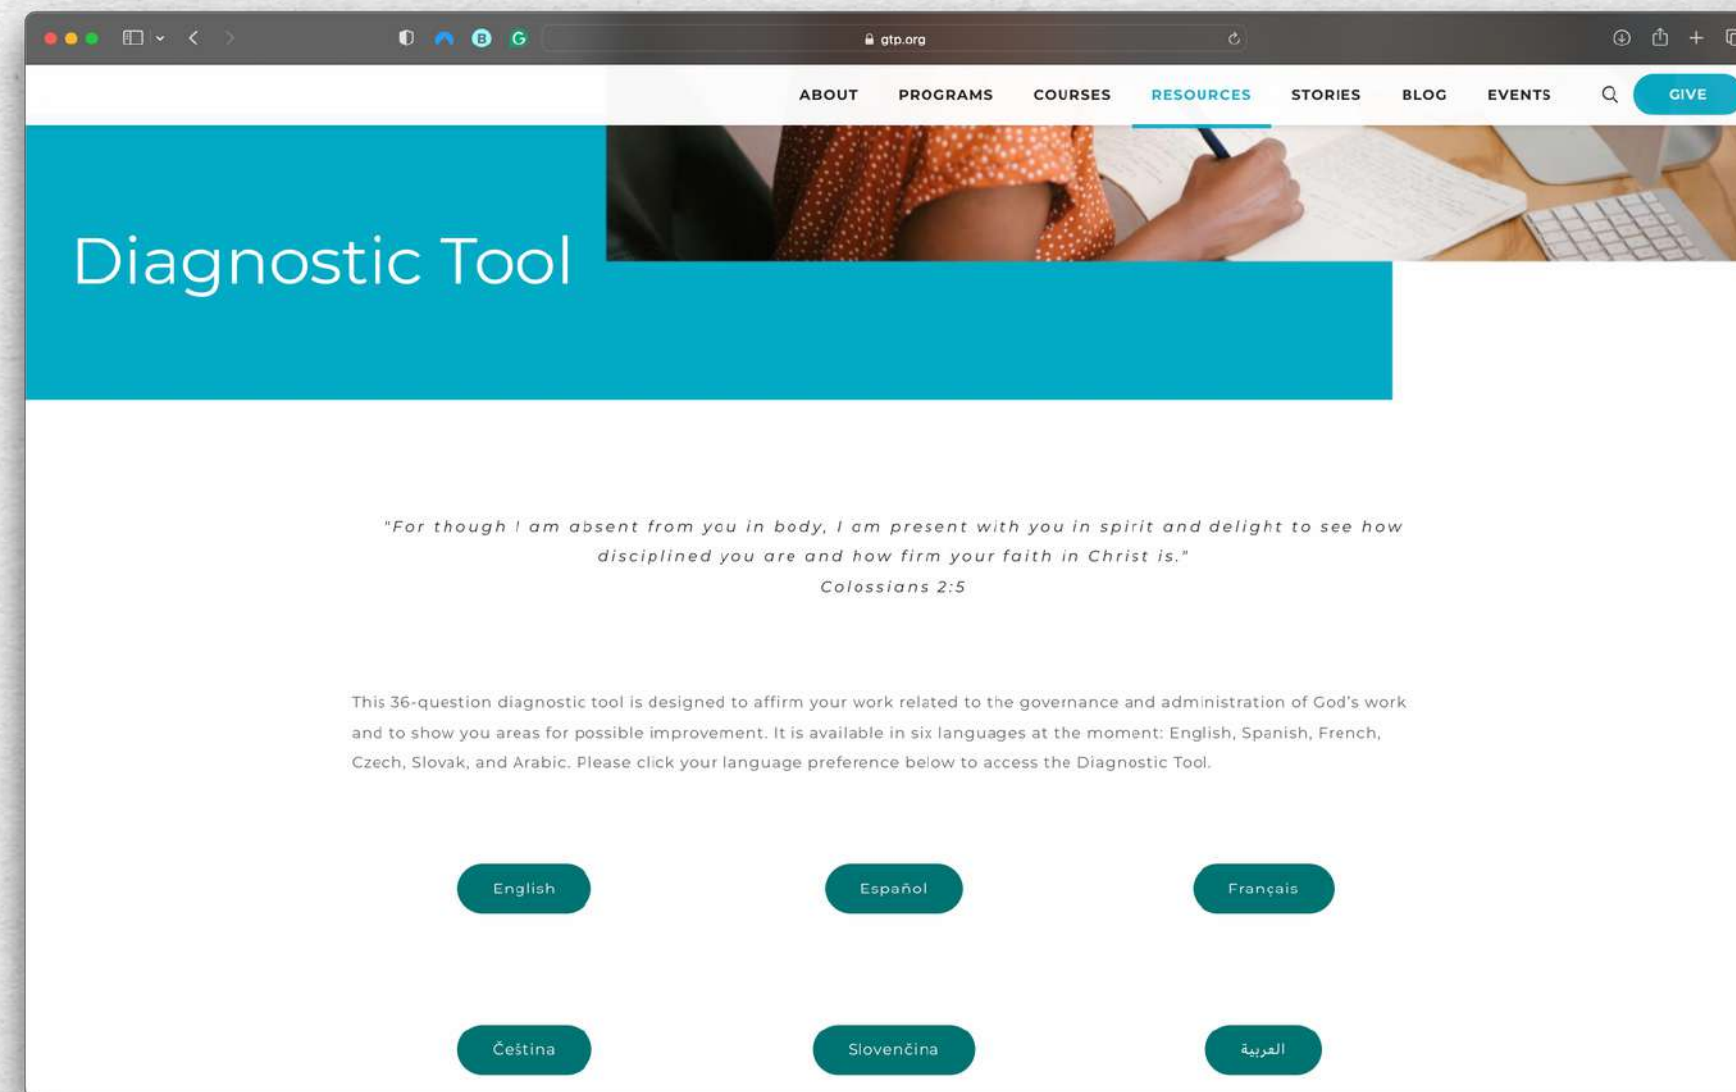 B G gtp.org
ABOUT PROGRAMS COURSES RESOURCES STORIES BLOG EVENTS GIVE
Diagnostic Tool
"For though I am absent from you in body, I am present with you in spirit and delight to see how
disciplined you are and how firm your faith in Christ is."
Colossians 2:5
This 36-question diagnostic tool is designed to affirm your work related to the governance and administration of God's work
and to show you areas for possible improvement. It is available in six languages at the moment: English, Spanish, French,
Czech, Slovak, and Arabic. Please click your language preference below to access the Diagnostic Tool.
English Español Français
Čeština Slovenčina العربية